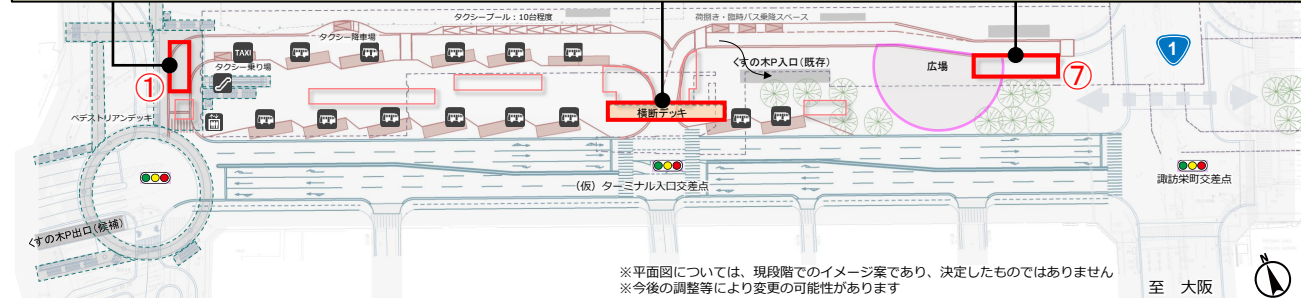 タクシープール：10台程度
荷捌き・臨時バス乗降スペース
タクシー降車場
TAXI
タクシー乗り場
①
くすの木P入口(既存)
広場
⑦
1
横断デッキ
ペデストリアンデッキ
（仮）ターミナル入口交差点
諏訪栄町交差点
くすの木P出口(候補)
※平面図については、現段階でのイメージ案であり、決定したものではありません
※今後の調整等により変更の可能性があります
至　大阪
N